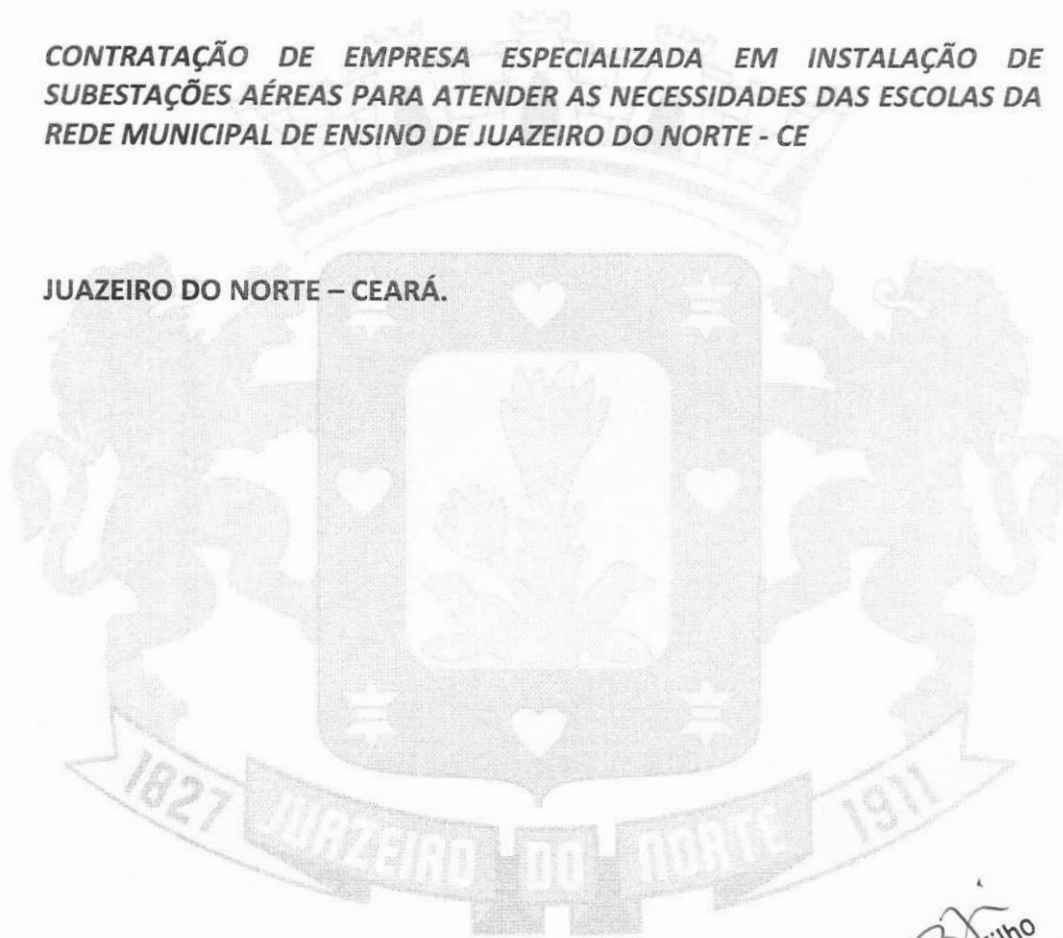 CONTRATAÇÃO DE EMPRESA ESPECIALIZADA EM INSTALAÇÃO DE
SUBESTAÇÕES AÉREAS PARA ATENDER AS NECESSIDADES DAS ESCOLAS DA
REDE MUNICIPAL DE ENSINO DE JUAZEIRO DO NORTE - CE
JUAZEIRO DO NORTE – CEARÁ.
1827 JUAZEIRO DO NORTE 1911